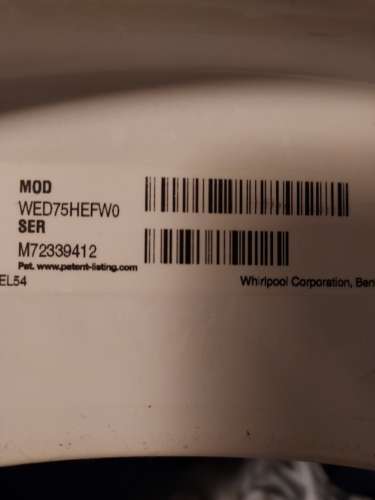 MOD
WED75HEFW0
SER
M72339412
Pat. www.patent-listing.com
EL54
Whirlpool Corporation, Ben